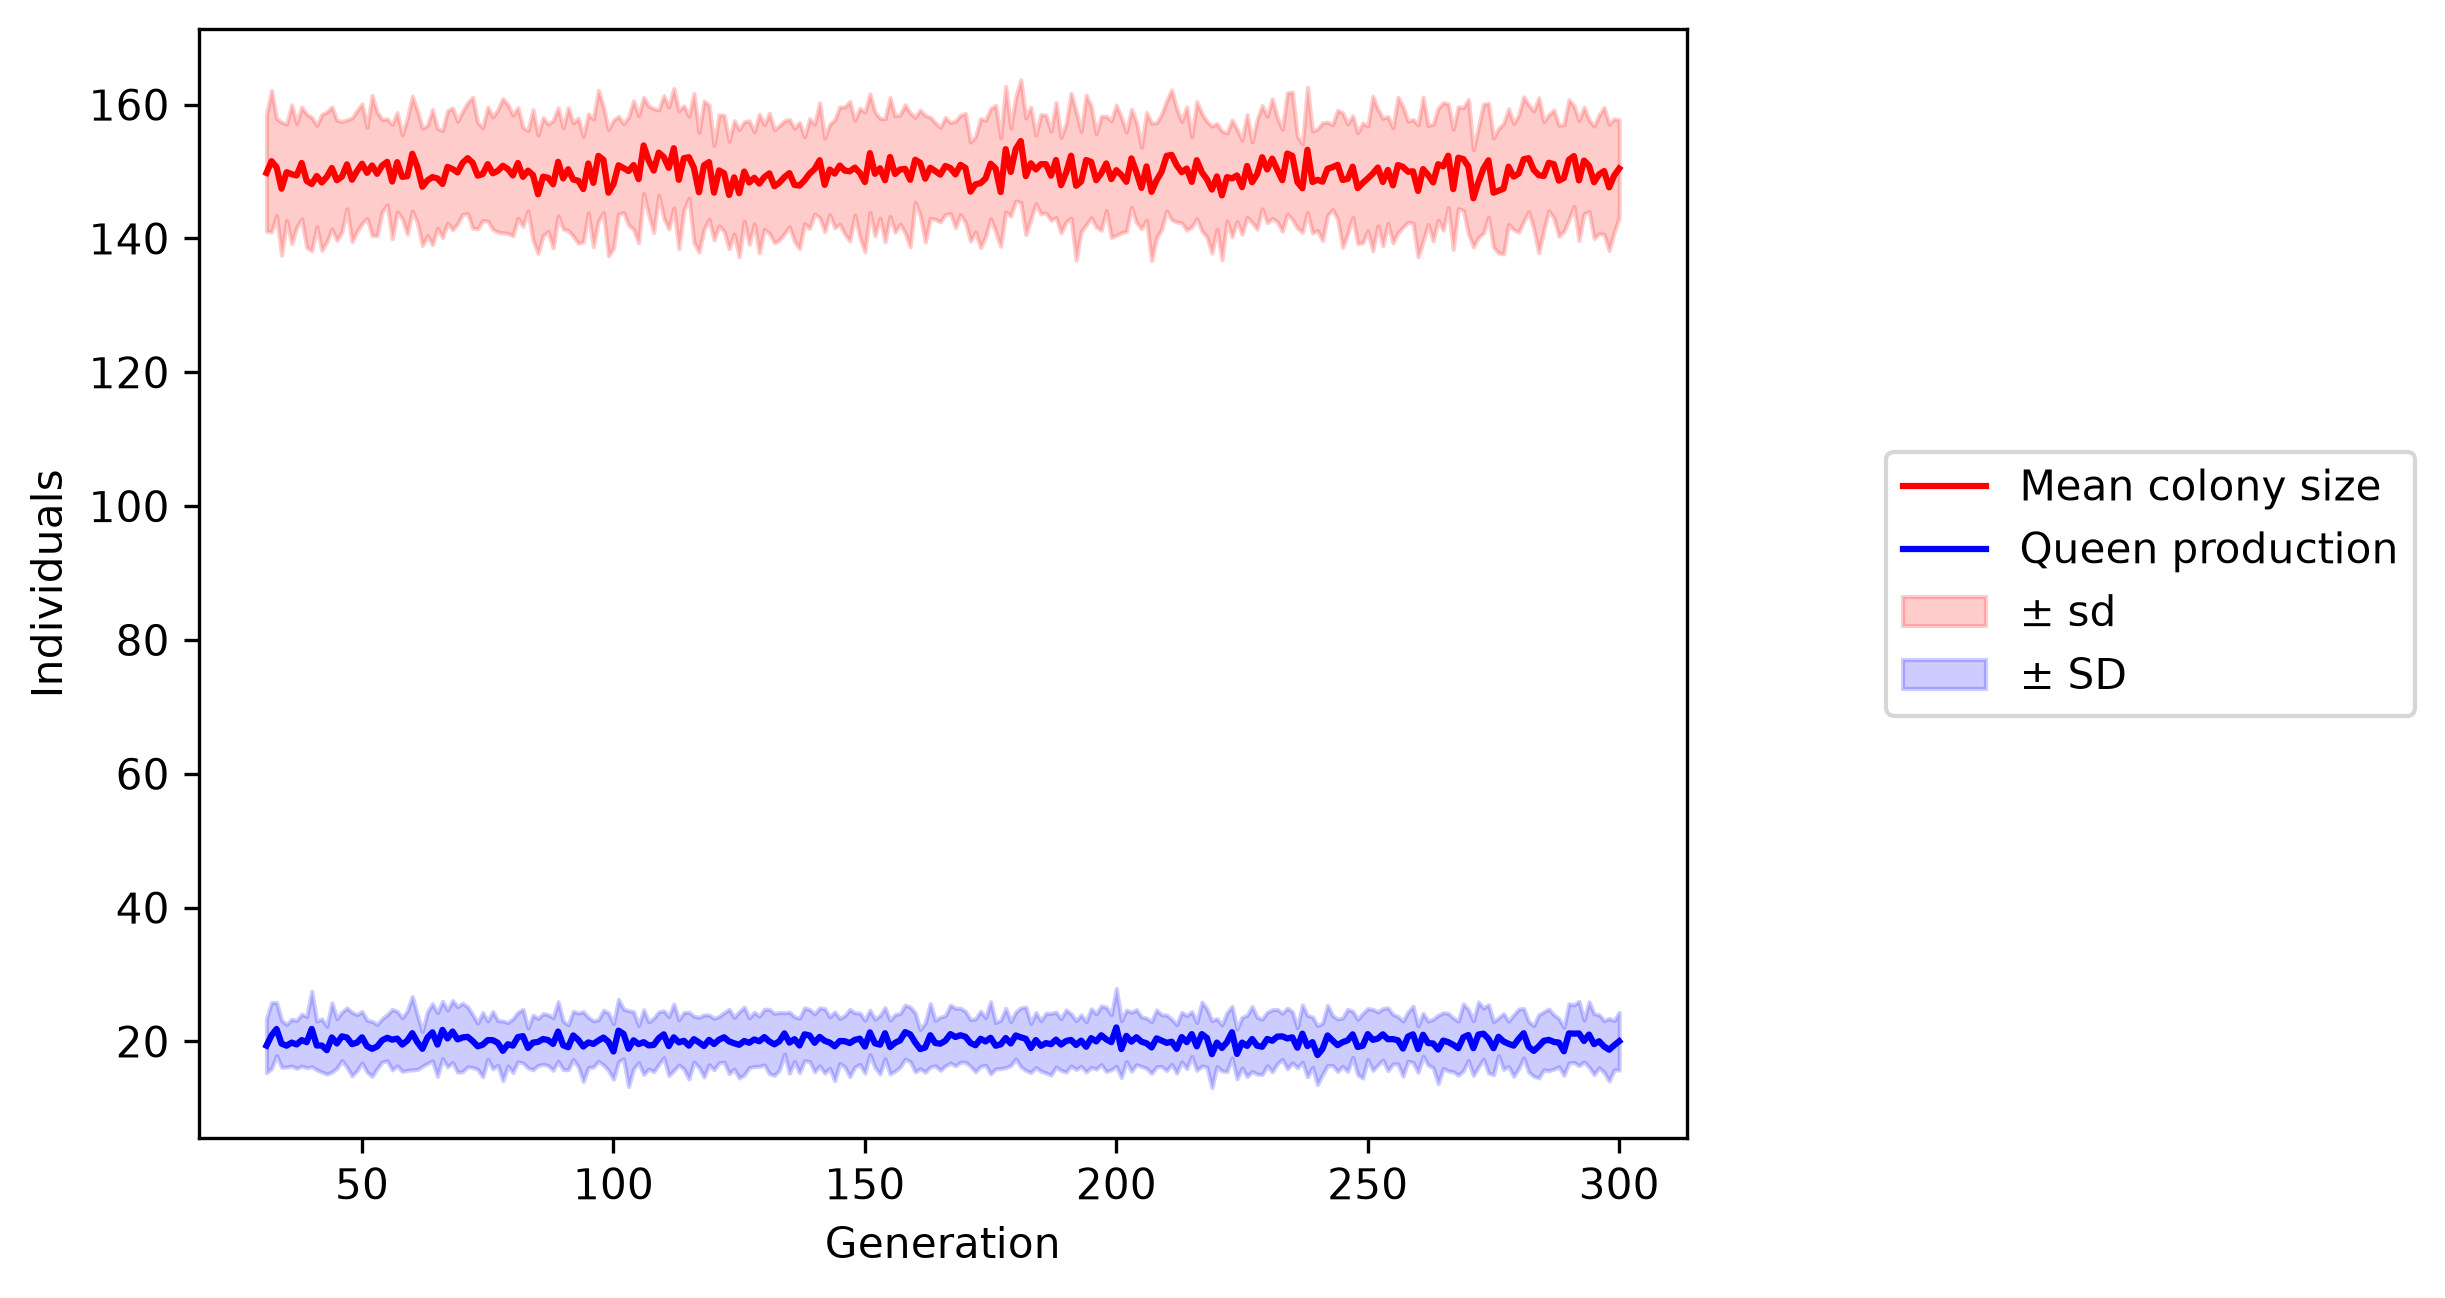 160
140
120
100
80
60
40
20
Individuals
50 100 150 200 250 300
Generation
Mean colony size
Queen production
± sd
± SD